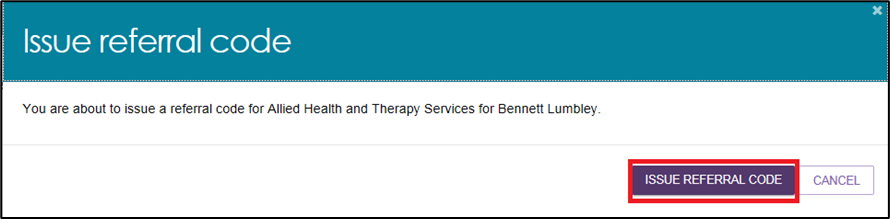 Issue referral code
You are about to issue a referral code for Allied Health and Therapy Services for Bennett Lumbley.
ISSUE REFERRAL CODE CANCEL